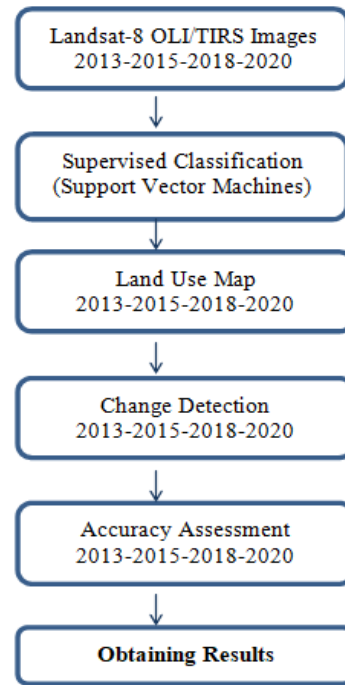 Landsat-8 OLI/TIRS Images
2013-2015-2018-2020
Supervised Classification
(Support Vector Machines)
Land Use Map
2013-2015-2018-2020
Change Detection
2013-2015-2018-2020
Accuracy Assessment
2013-2015-2018-2020
Obtaining Results